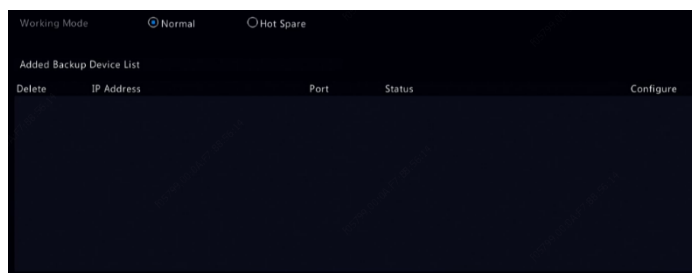 Working Mode Normal Hot Spare
Added Backup Device List
Delete IP Address Port Status Configure